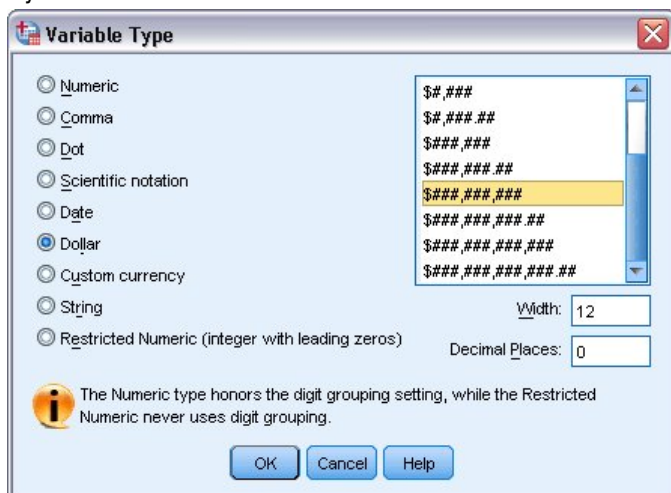 Variable Type
Numeric
Comma
Dot
Scientific notation
Date
Dollar
Custom currency
String
Restricted Numeric (integer with leading zeros)
$#,###
$#,###.##
$###,###
$###,###.##
$###,###,###
$###,###,###.##
$###,###,###,###
$###,###,###,###.##
Width: 12
Decimal Places: 0
The Numeric type honors the digit grouping setting, while the Restricted
Numeric never uses digit grouping.
OK Cancel Help